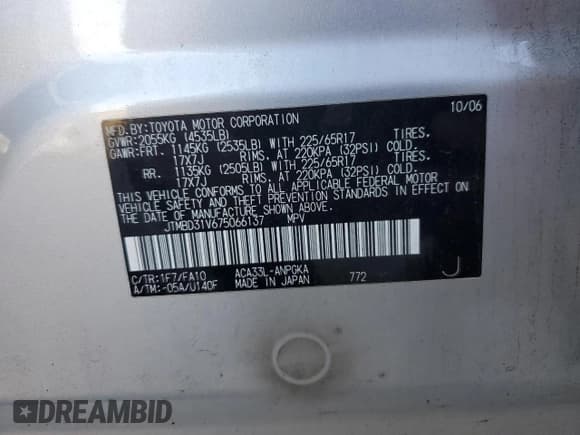 MFD.BY:TOYOTA MOTOR CORPORATION 10/06
GVWR:2055KG (4535LB)
GAWR:FRT. 1145KG (2535LB) WITH 225/65R17 TIRES.
17X7J RIMS, AT 220KPA (32PSI) COLD.
RR. 1135KG (2505LB) WITH 225/65R17 TIRES.
17X7J RIMS, AT 220KPA (32PSI) COLD.
THIS VEHICLE CONFORMS TO ALL APPLICABLE FEDERAL MOTOR
VEHICLE SAFETY AND THEFT PREVENTION STANDARDS IN EFFECT ON
THE DATE OF MANUFACTURE SHOWN ABOVE.
JTMBD31V675066137 MPV
C/TR:1F7/FA10 ACA33L-ANPGKA 772 J
A/TM:-05A/U140F MADE IN JAPAN
DREAMBID